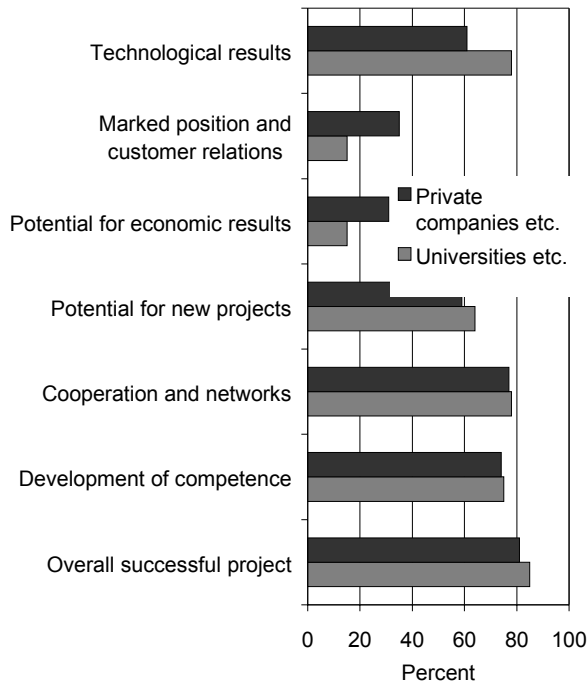 Technological results
Marked position and
customer relations
Potential for economic results
Private
companies etc.
Universities etc.
Potential for new projects
Cooperation and networks
Development of competence
Overall successful project
0 20 40 60 80 100
Percent